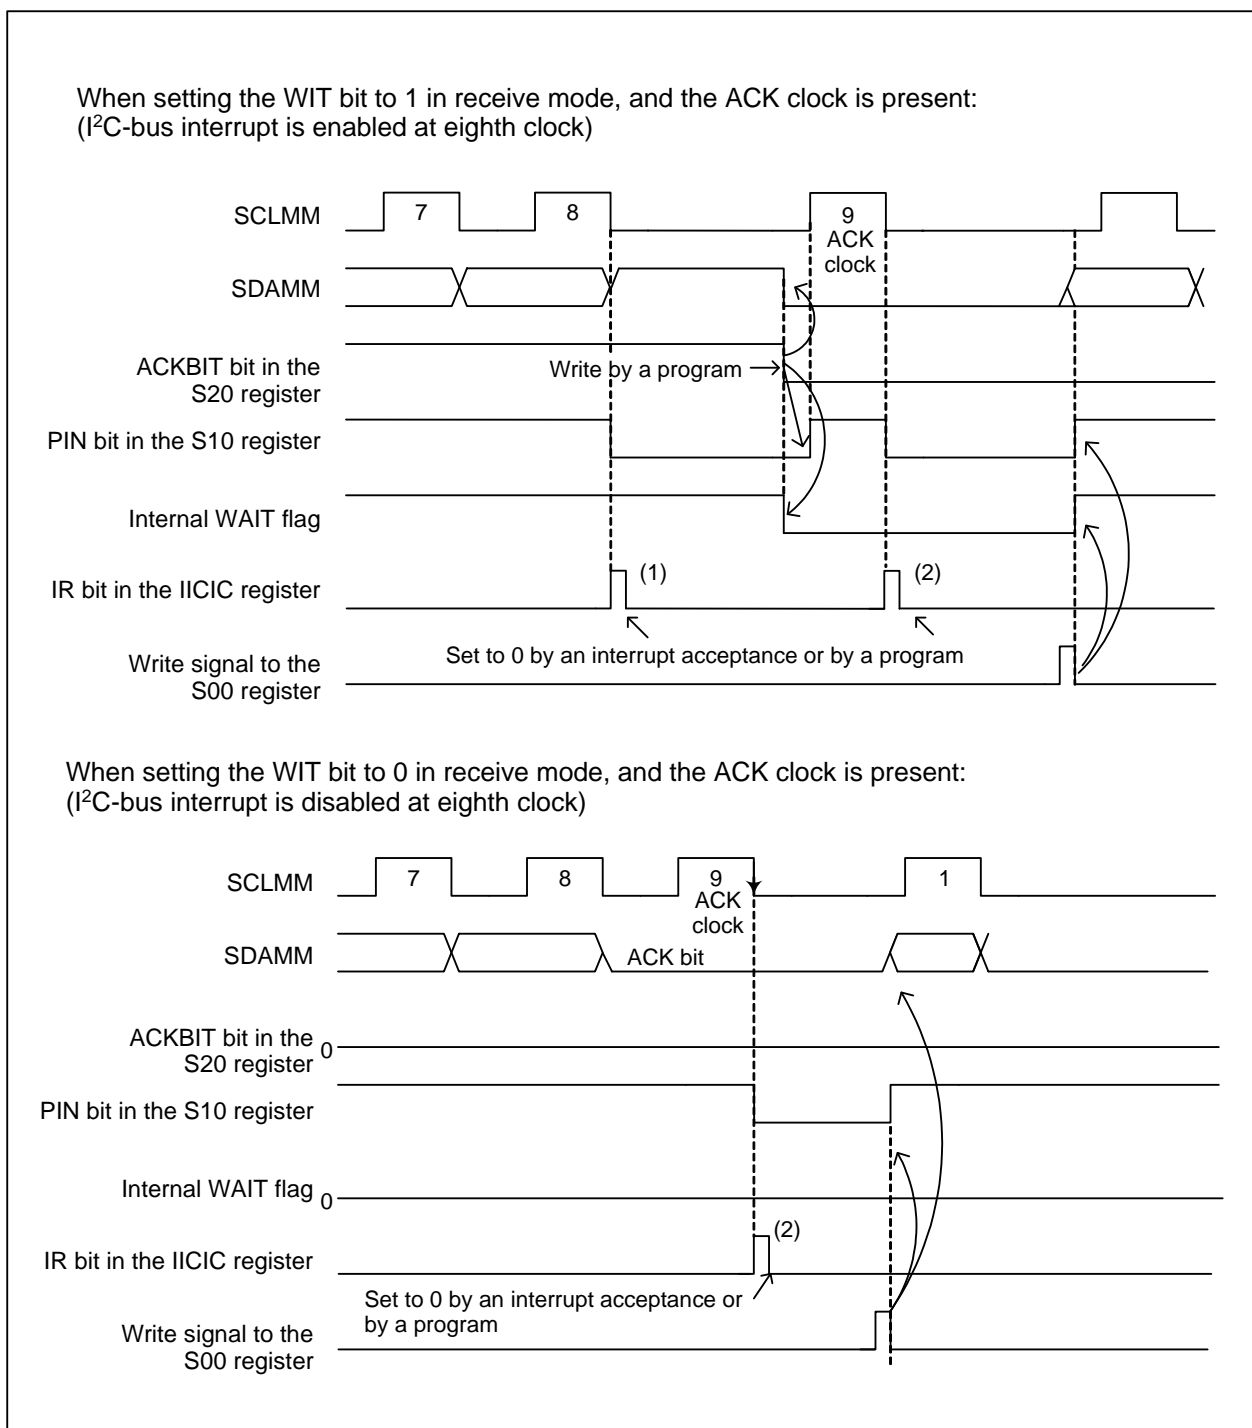 When setting the WIT bit to 1 in receive mode, and the ACK clock is present:
(I²C-bus interrupt is enabled at eighth clock)
SCLMM
7
8
9
ACK
clock
SDAMM
ACKBIT bit in the
S20 register
Write by a program
PIN bit in the S10 register
Internal WAIT flag
IR bit in the IICIC register
(1)
(2)
Set to 0 by an interrupt acceptance or by a program
Write signal to the
S00 register
When setting the WIT bit to 0 in receive mode, and the ACK clock is present:
(I²C-bus interrupt is disabled at eighth clock)
SCLMM
7
8
9
ACK
clock
1
SDAMM
ACK bit
ACKBIT bit in the
S20 register
0
PIN bit in the S10 register
Internal WAIT flag
0
IR bit in the IICIC register
(2)
Set to 0 by an interrupt acceptance or
by a program
Write signal to the
S00 register